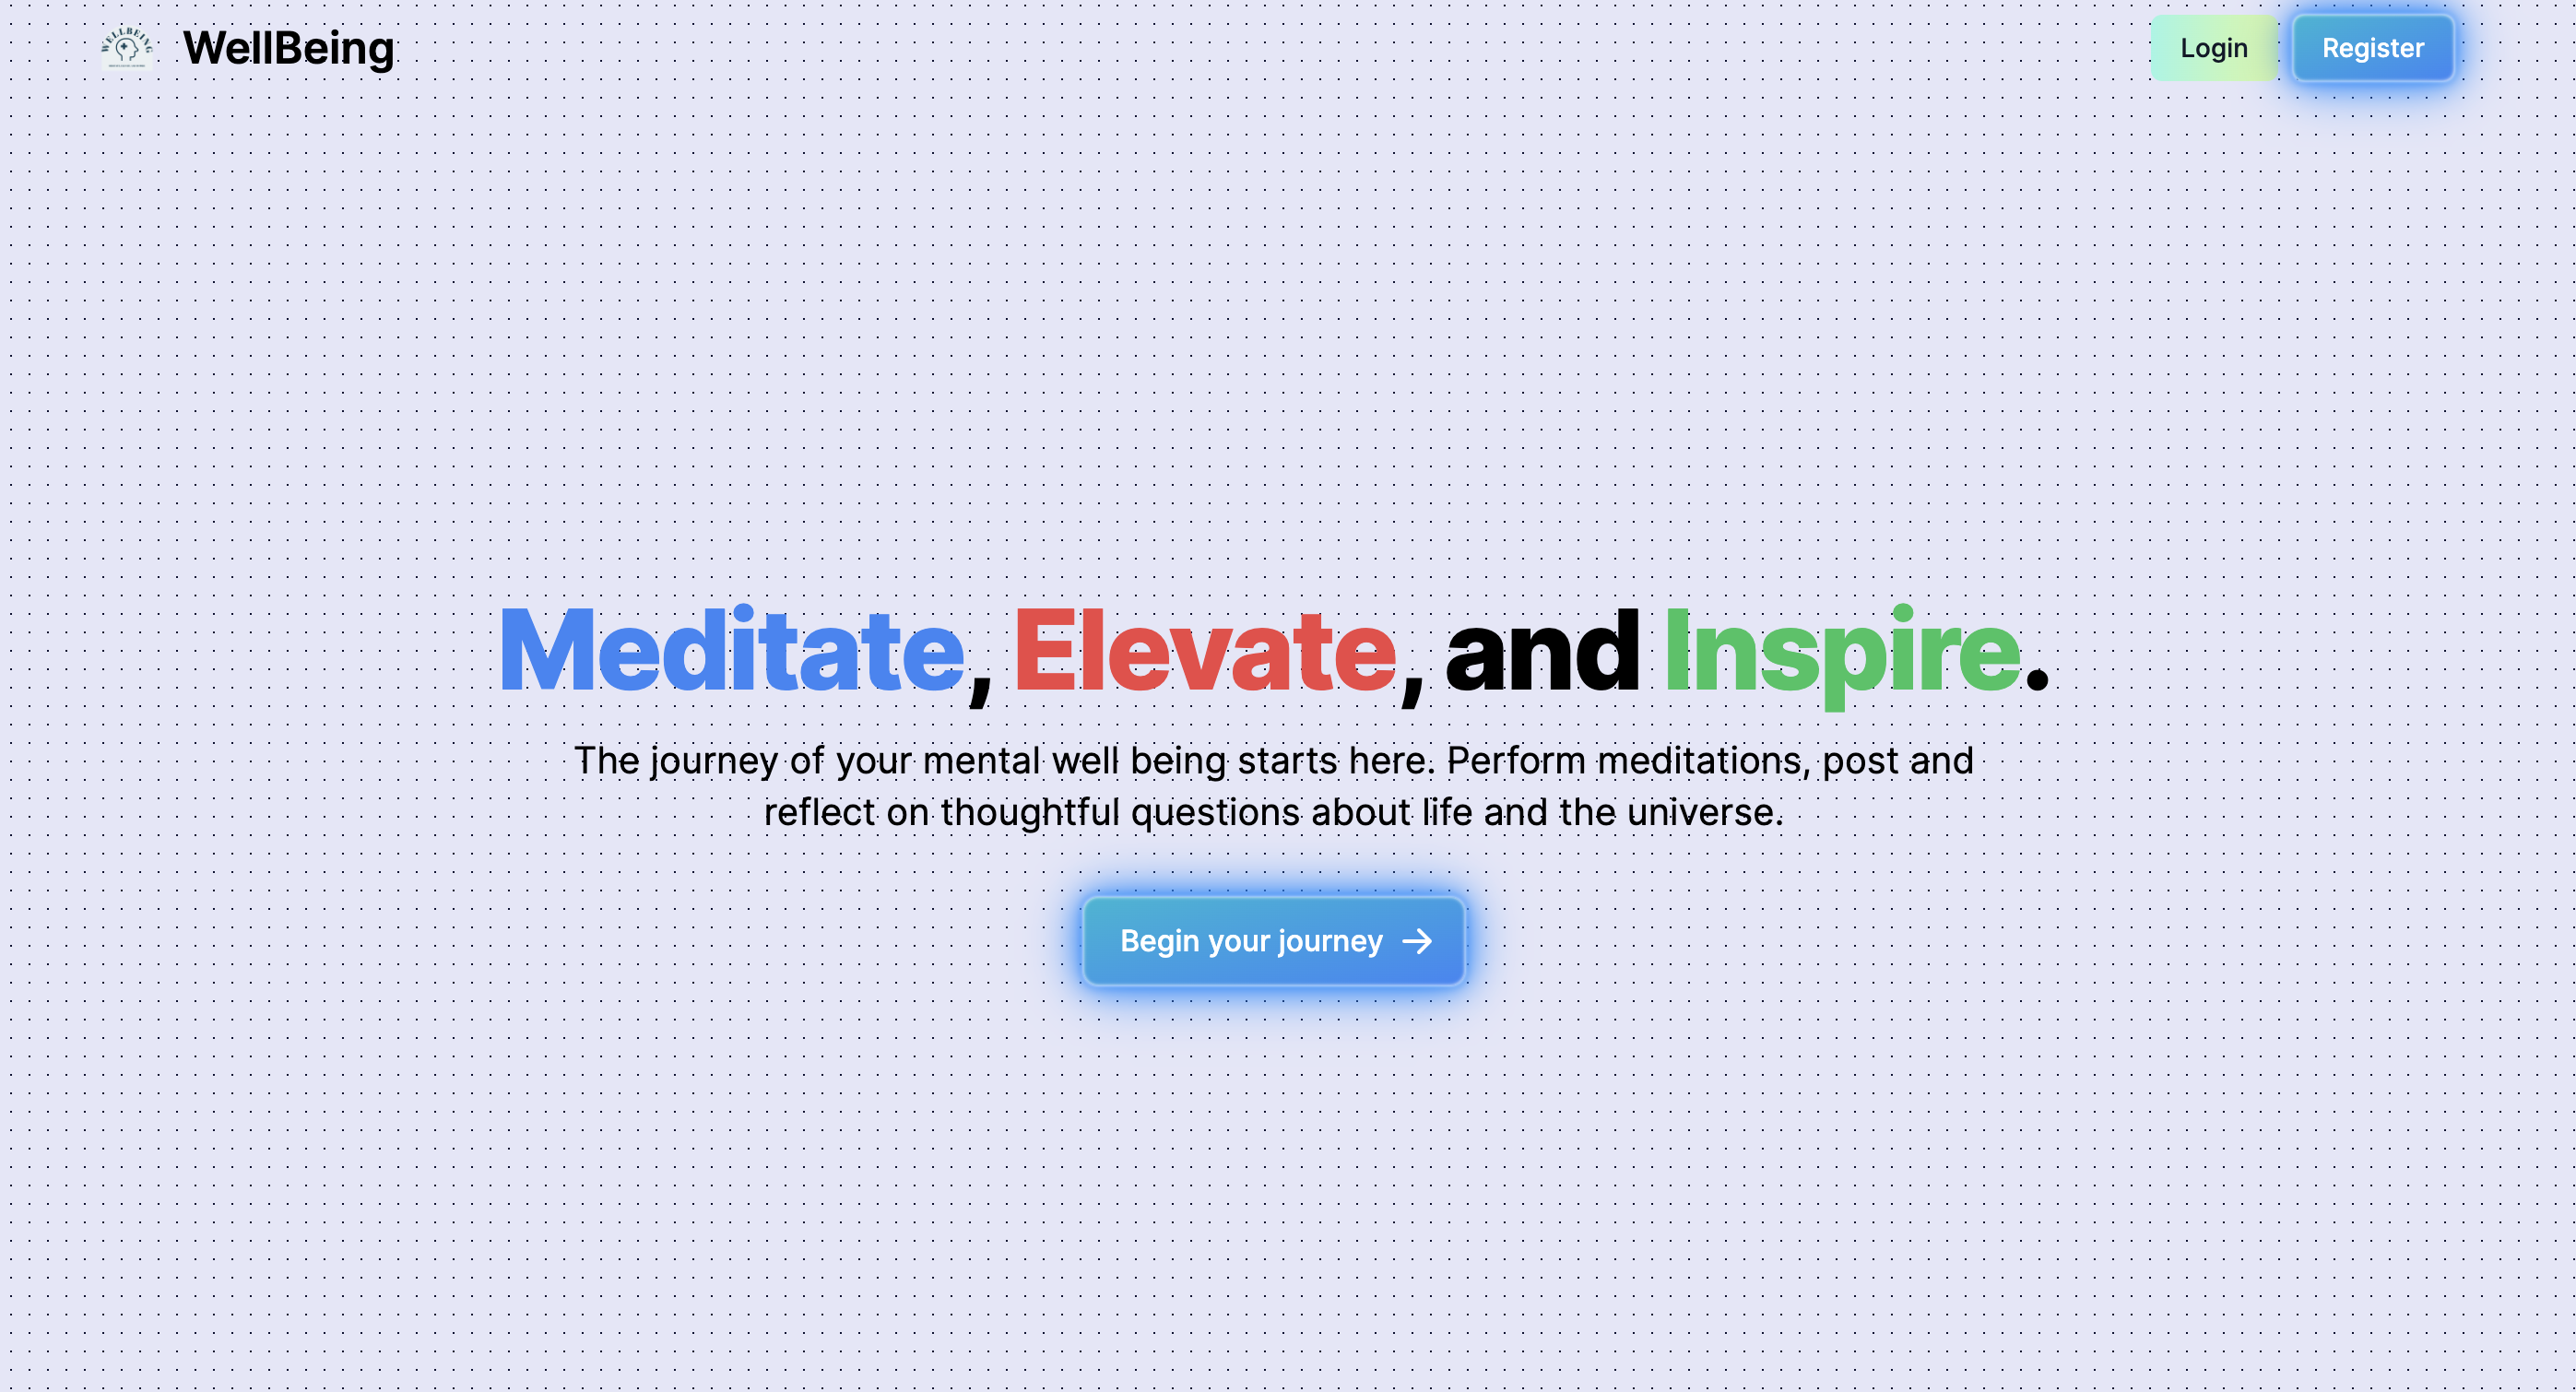 WELLBEING
WellBeing
Login
Register
Meditate, Elevate, and Inspire.
The journey of your mental well being starts here. Perform meditations, post and
reflect on thoughtful questions about life and the universe.
Begin your journey